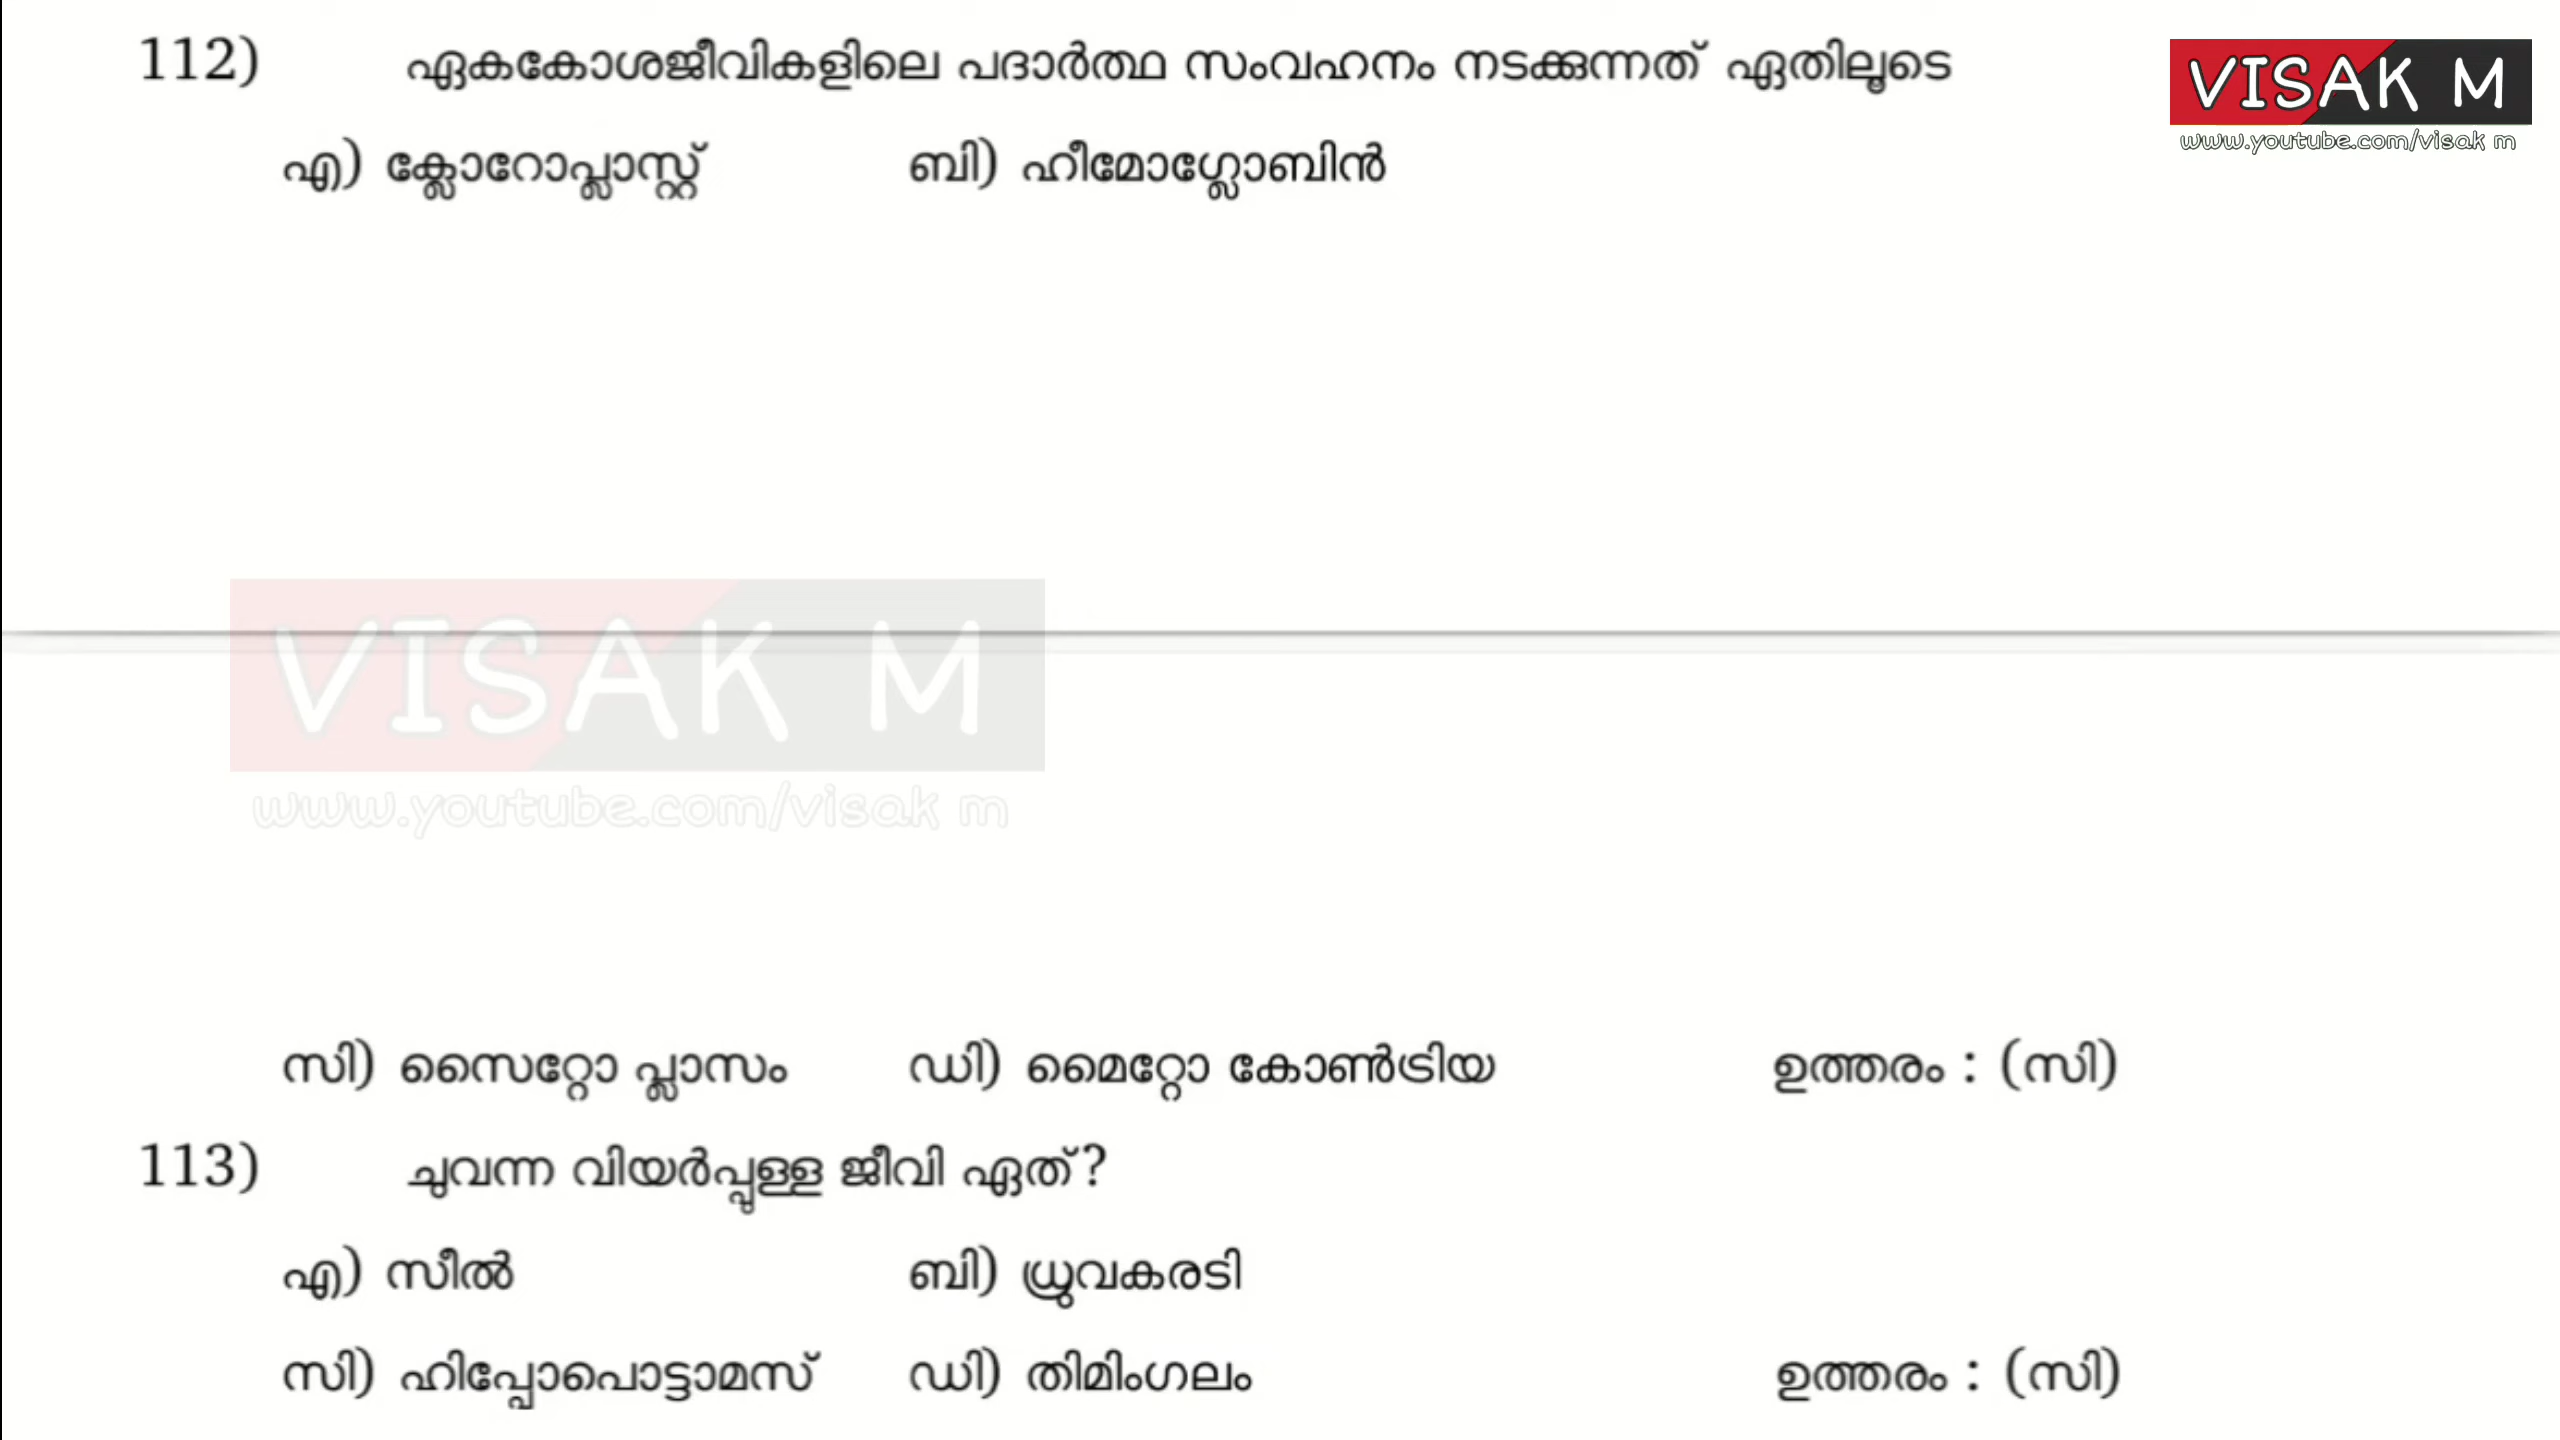 112) ഏകകോശജീവികളിലെ പദാർത്ഥ സംവഹനം നടക്കുന്നത് ഏതിലൂടെ
VISAK M
www.youtube.com/visak m
എ) ക്ലോറോപ്ലാസ്റ്റ് ബി) ഹീമോഗ്ലോബിൻ
VISAK M
www.youtube.com/visak m
സി) സൈറ്റോ പ്ലാസം ഡി) മൈറ്റോ കോൺട്രിയ ഉത്തരം : (സി)
113) ചുവന്ന വിയർപ്പുള്ള ജീവി ഏത്?
എ) സീൽ ബി) ധ്രുവകരടി
സി) ഹിപ്പോപൊട്ടാമസ് ഡി) തിമിംഗലം ഉത്തരം : (സി)